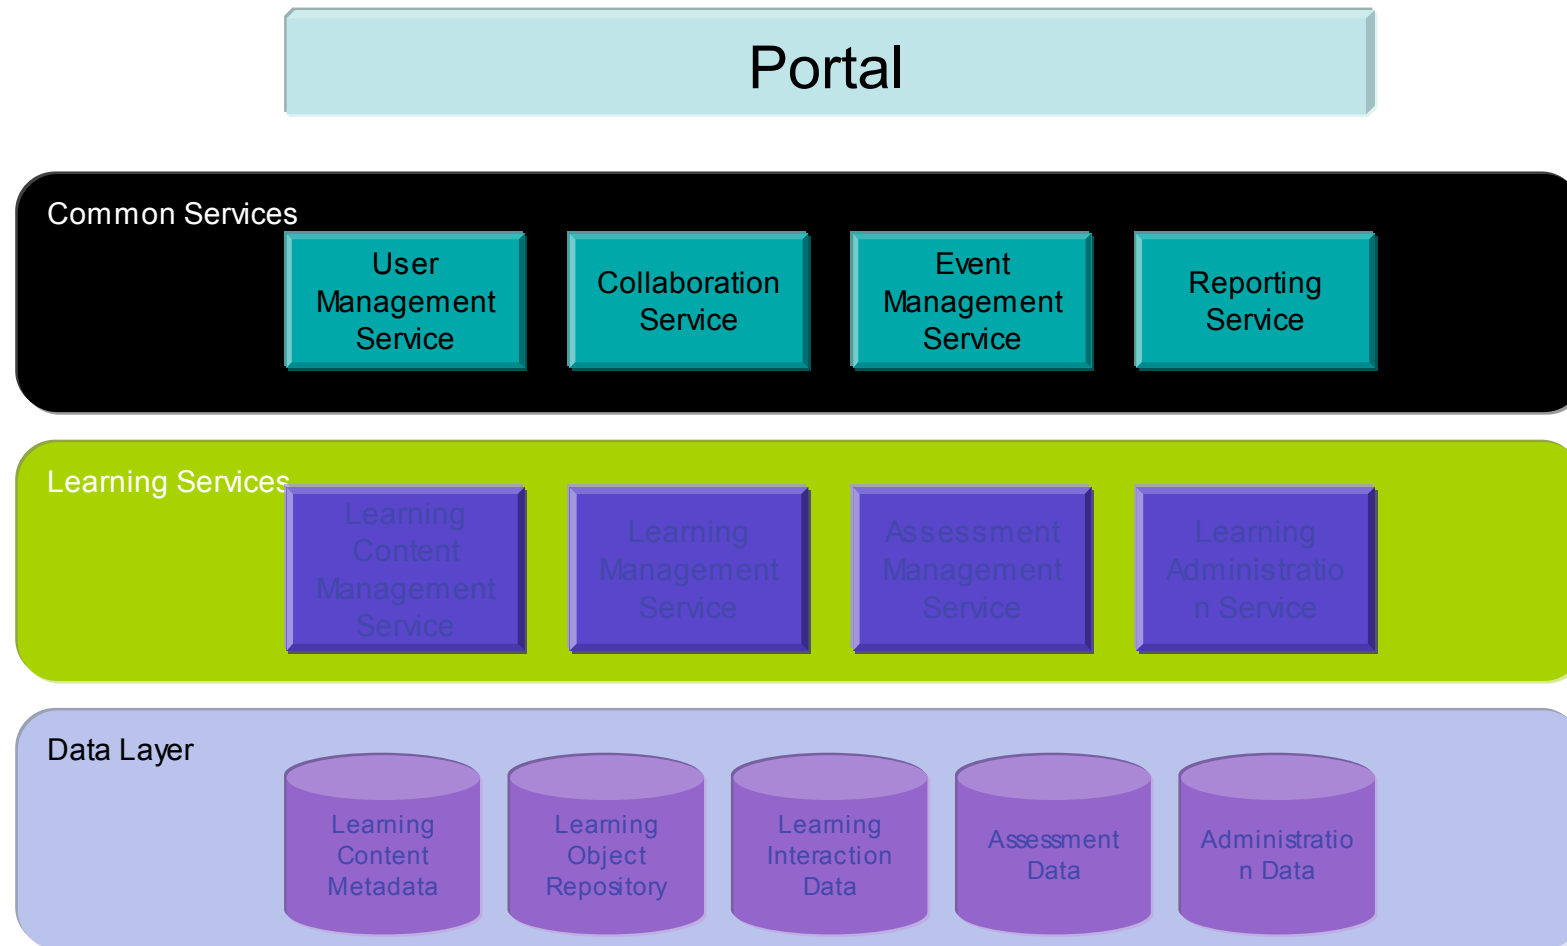 Portal
Common Services
User
Management
Service
Collaboration
Service
Event
Management
Service
Reporting
Service
Learning Services
Learning
Content
Management
Service
Learning
Management
Service
Assessment
Management
Service
Learning
Administratio
n Service
Data Layer
Learning
Content
Metadata
Learning
Object
Repository
Learning
Interaction
Data
Assessment
Data
Administratio
n Data